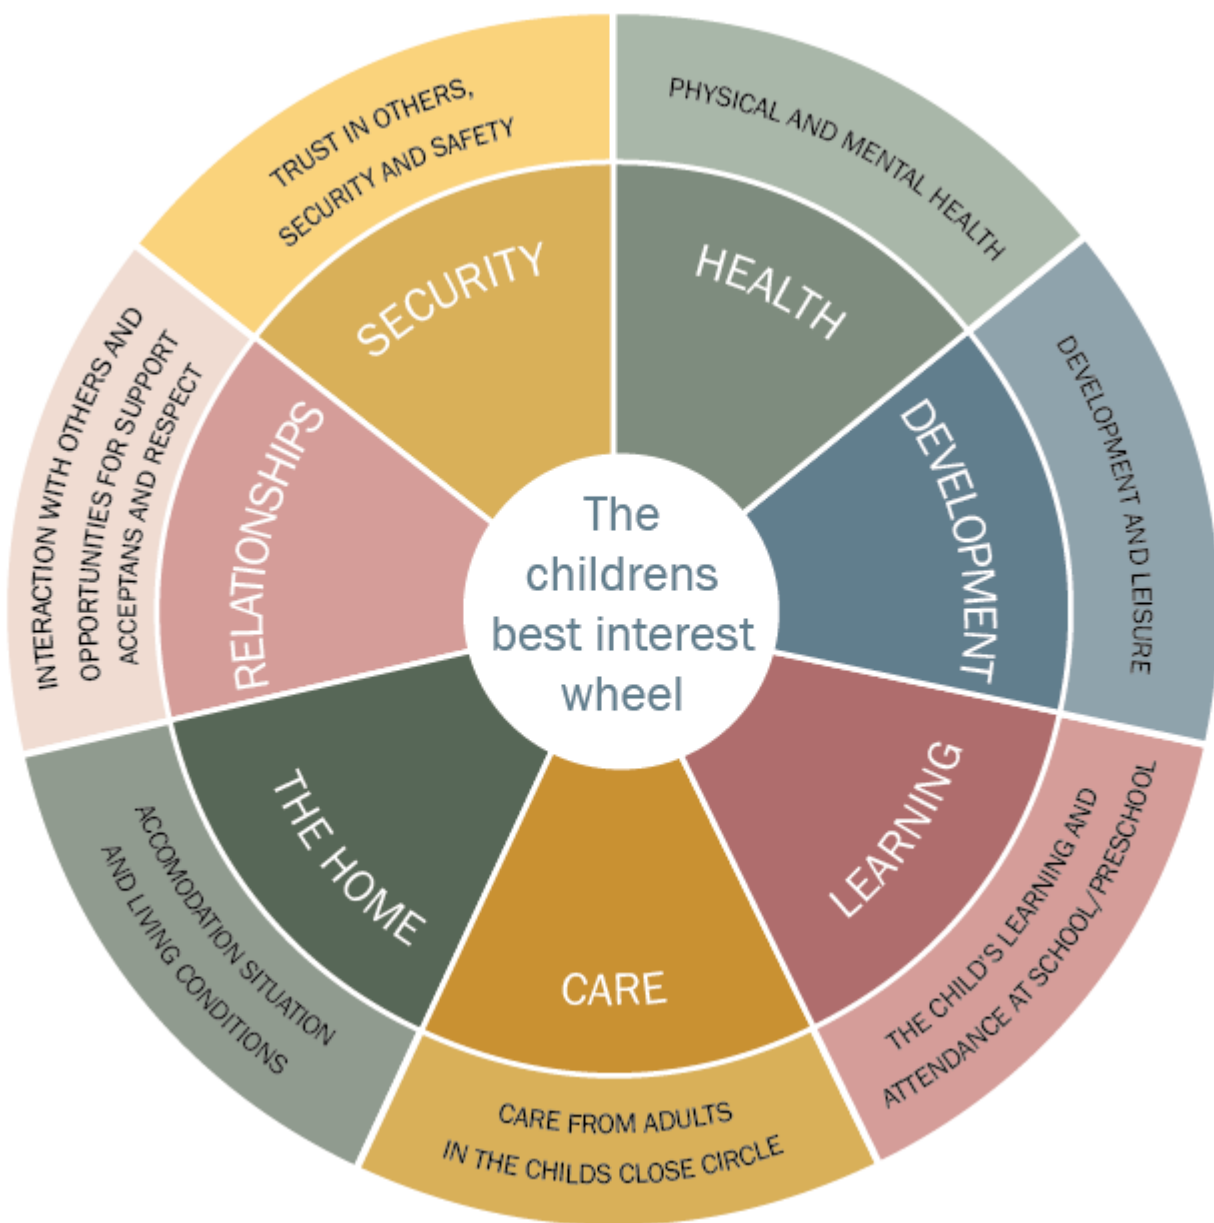 The
childrens
best interest
wheel
HEALTH
PHYSICAL AND MENTAL HEALTH
DEVELOPMENT
DEVELOPMENT AND LEISURE
LEARNING
THE CHILD'S LEARNING AND
ATTENDANCE AT SCHOOL/PRESCHOOL
CARE
CARE FROM ADULTS
IN THE CHILDS CLOSE CIRCLE
THE HOME
ACCOMODATION SITUATION
AND LIVING CONDITIONS
RELATIONSHIPS
INTERACTION WITH OTHERS AND
OPPORTUNITIES FOR SUPPORT
ACCEPTANS AND RESPECT
SECURITY
TRUST IN OTHERS,
SECURITY AND SAFETY